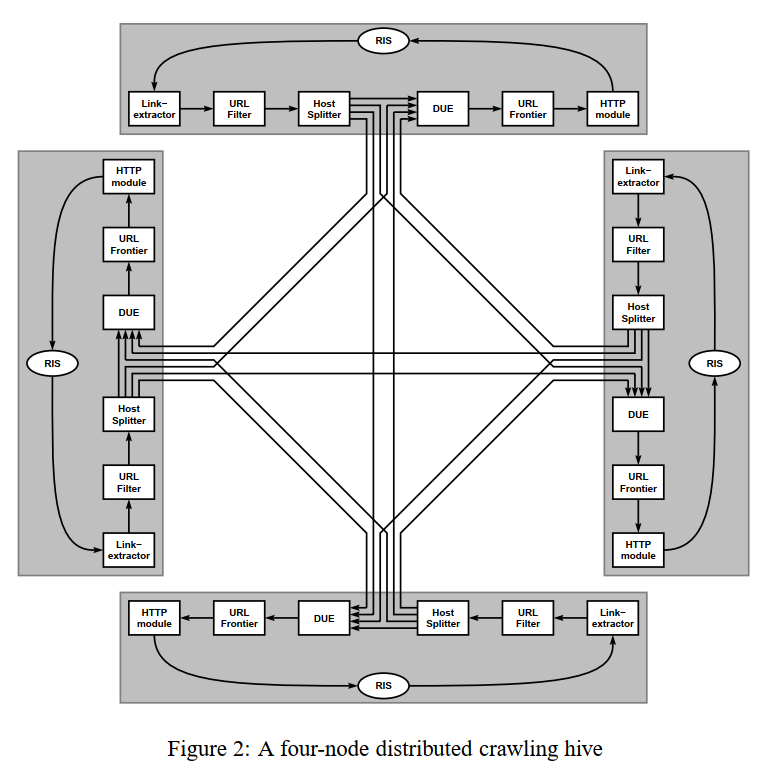 RIS
Link−
extractor
URL
Filter
Host
Splitter
DUE
URL
Frontier
HTTP
module
HTTP
module
URL
Frontier
DUE
RIS
Host
Splitter
URL
Filter
Link−
extractor
Link−
extractor
URL
Filter
Host
Splitter
RIS
DUE
URL
Frontier
HTTP
module
HTTP
module
URL
Frontier
DUE
Host
Splitter
URL
Filter
Link−
extractor
RIS
Figure 2: A four-node distributed crawling hive